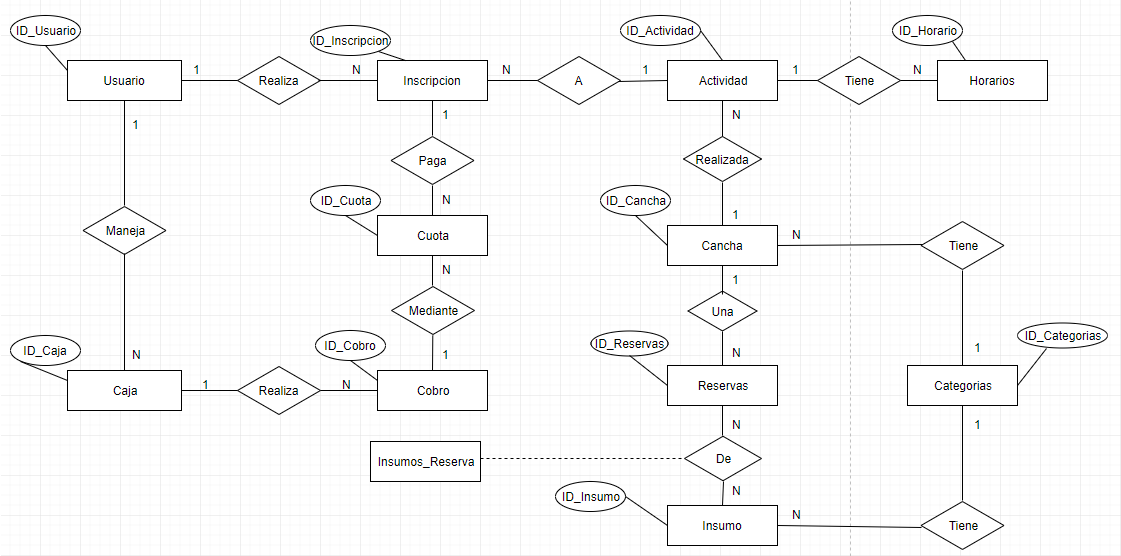 ID_Usuario
ID_Inscripcion
ID_Actividad
ID_Horario
Usuario
1
Realiza
N
Inscripcion
N
A
1
Actividad
1
Tiene
N
Horarios
1
1
N
Paga
Realizada
ID_Cuota
N
ID_Cancha
1
Maneja
Cuota
Cancha
N
Tiene
N
1
Mediante
Una
ID_Caja
N
ID_Cobro
1
ID_Reservas
N
1
ID_Categorias
Caja
1
Realiza
N
Cobro
Reservas
Categorias
N
1
Insumos_Reserva
De
ID_Insumo
N
Insumo
N
Tiene